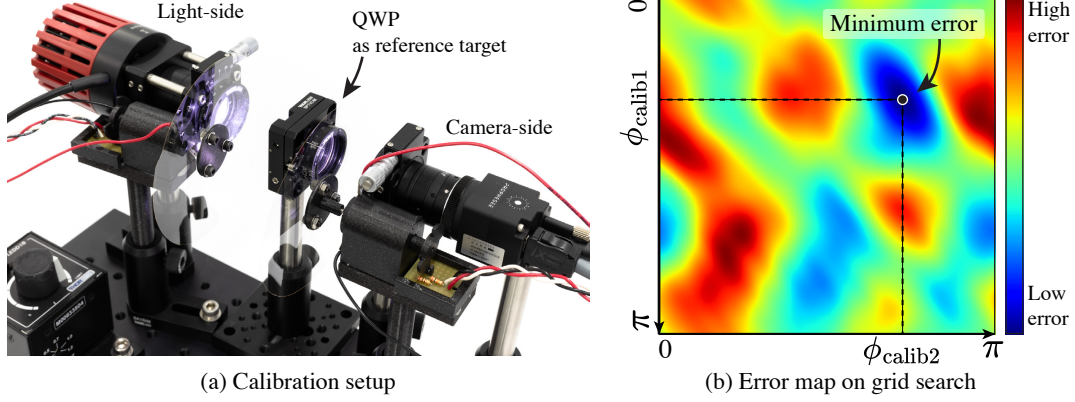 Light-side
QWP
as reference target
Camera-side
(a) Calibration setup
0
ϕcalib1
π
Minimum error
0
ϕcalib2
π
High
error
Low
error
(b) Error map on grid search